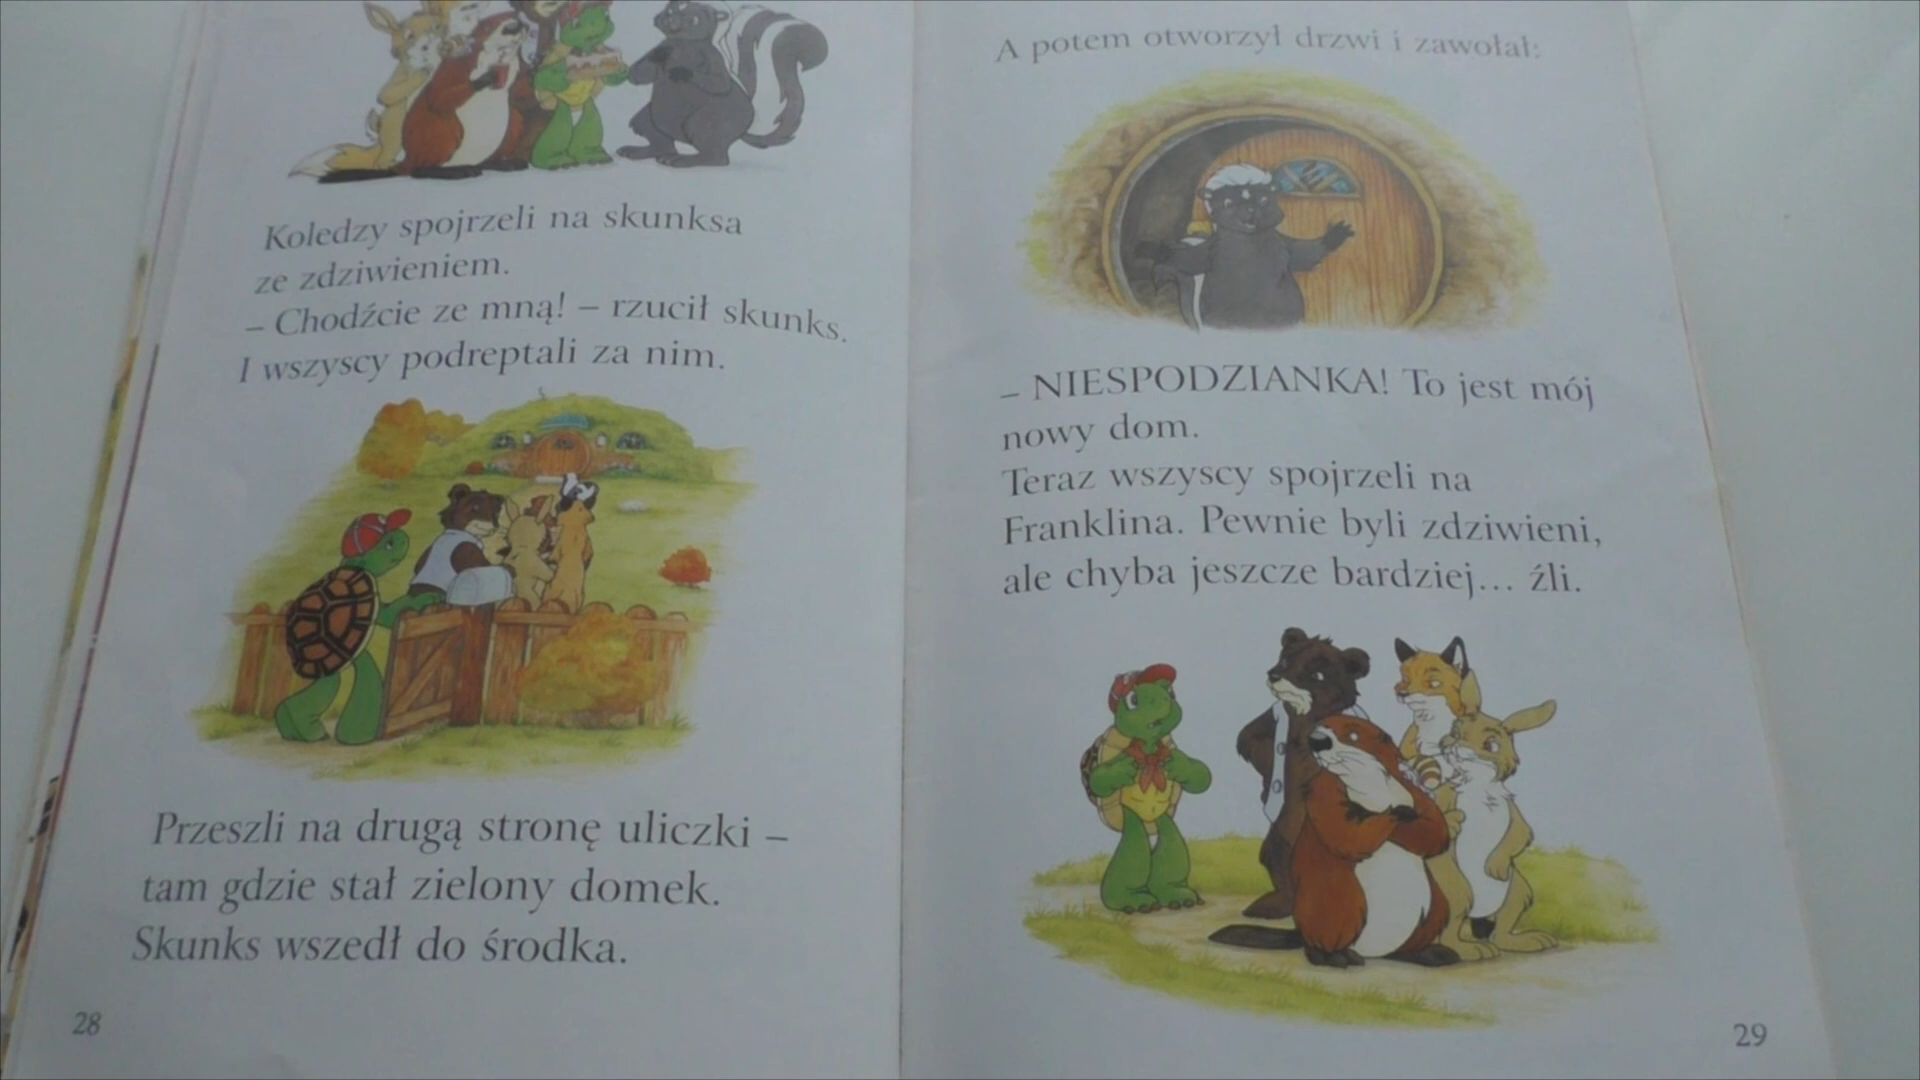 Koledzy spojrzeli na skunksa
ze zdziwieniem.
– Chodźcie ze mną! – rzucił skunks.
I wszyscy podreptali za nim.
Przeszli na drugą stronę uliczki –
tam gdzie stał zielony domek.
Skunks wszedł do środka.
28
A potem otworzył drzwi i zawołał:
– NIESPODZIANKA! To jest mój
nowy dom.
Teraz wszyscy spojrzeli na
Franklina. Pewnie byli zdziwieni,
ale chyba jeszcze bardziej... źli.
29